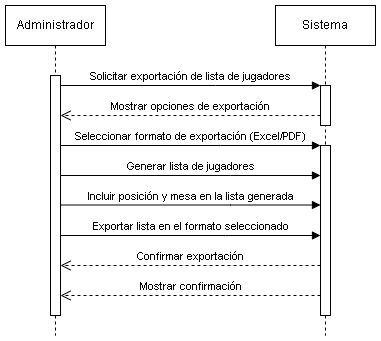 Administrador
Sistema
Solicitar exportación de lista de jugadores
Mostrar opciones de exportación
Seleccionar formato de exportación (Excel/PDF)
Generar lista de jugadores
Incluir posición y mesa en la lista generada
Exportar lista en el formato seleccionado
Confirmar exportación
Mostrar confirmación